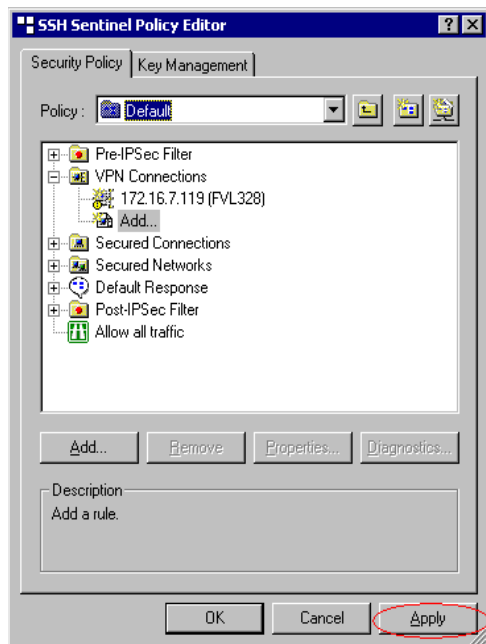 SSH Sentinel Policy Editor
Security Policy
Key Management
Policy :
Default
Pre-IPSec Filter
VPN Connections
172.16.7.119 (FVL328)
Add...
Secured Connections
Secured Networks
Default Response
Post-IPSec Filter
Allow all traffic
Add...
Remove
Properties...
Diagnostics...
Description
Add a rule.
OK
Cancel
Apply